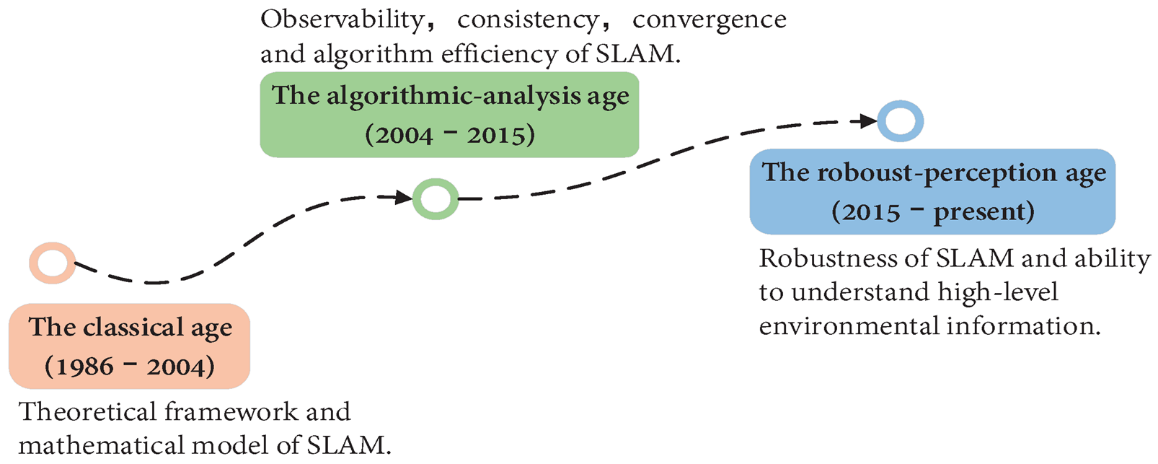 Observability, consistency, convergence
and algorithm efficiency of SLAM.
The algorithmic-analysis age
(2004 – 2015)
The roboust-perception age
(2015 – present)
Robustness of SLAM and ability
to understand high-level
environmental information.
The classical age
(1986 – 2004)
Theoretical framework and
mathematical model of SLAM.